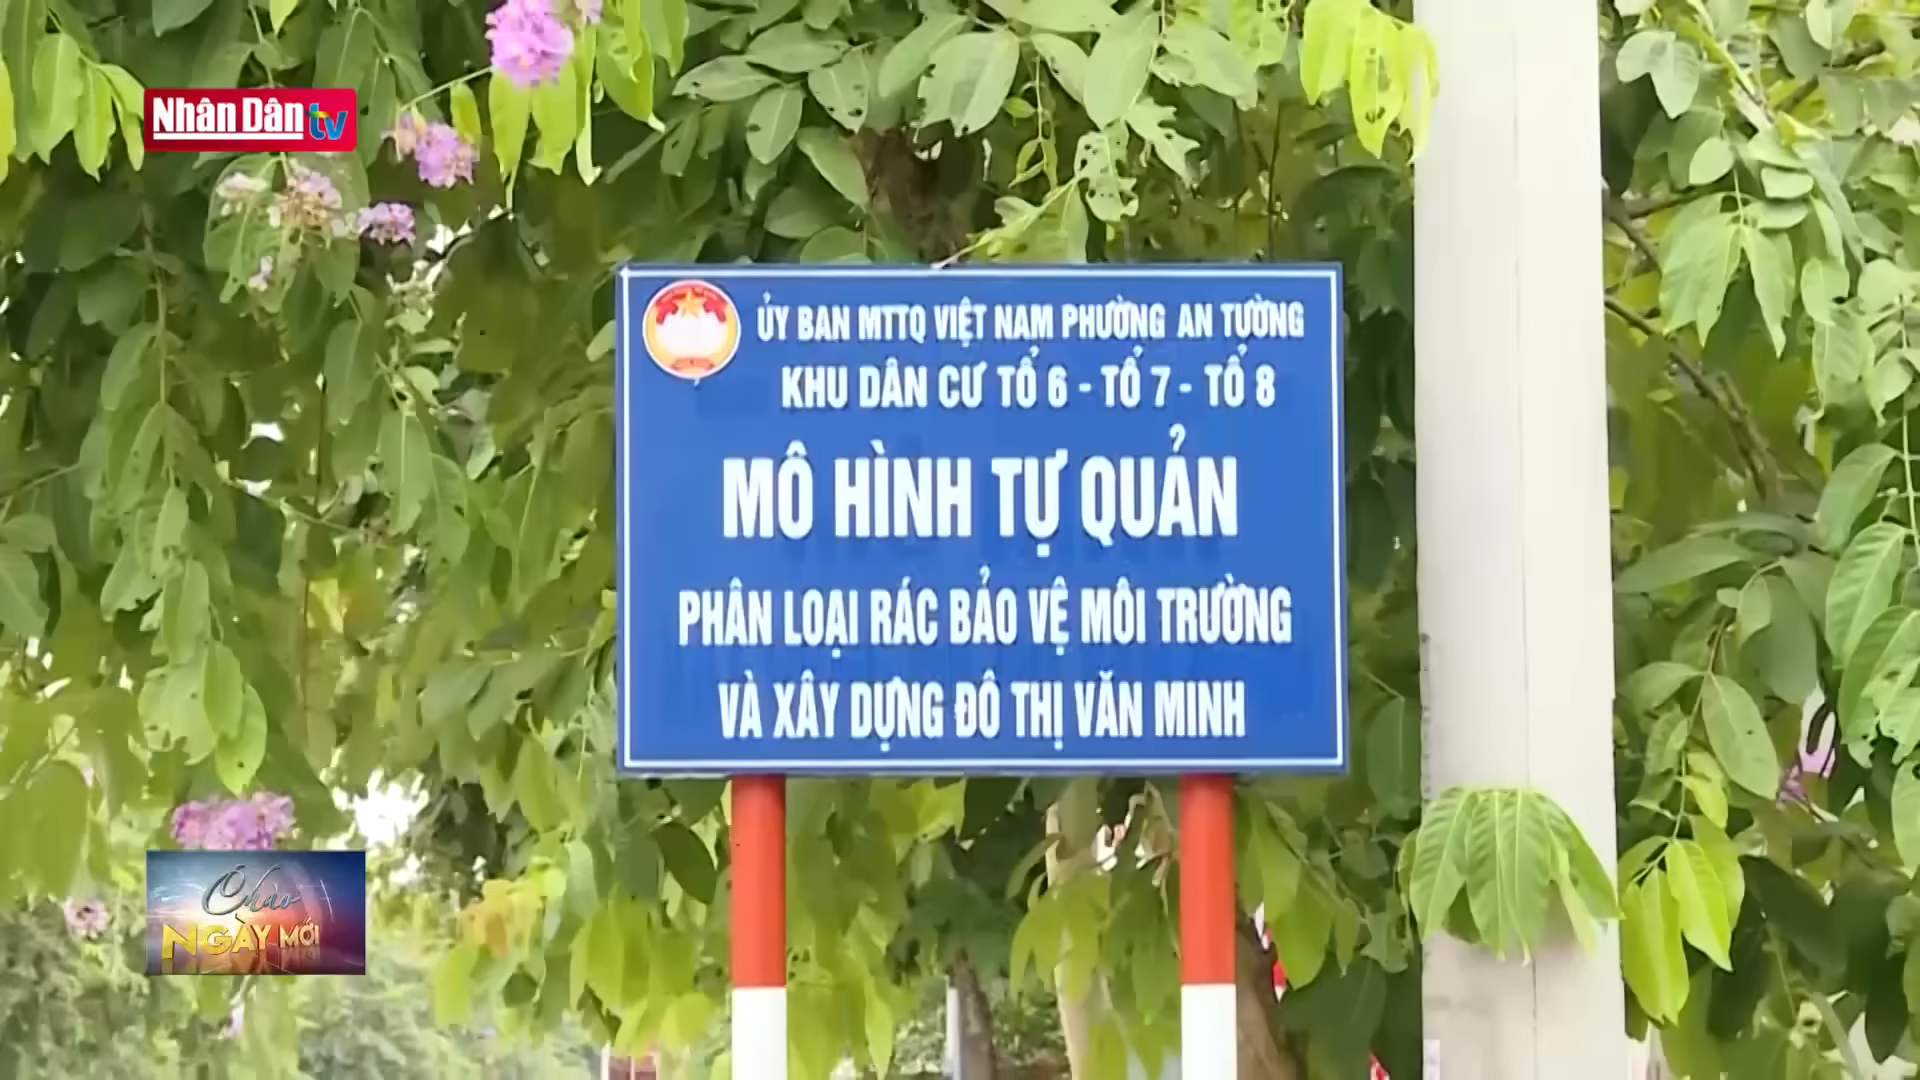 Nhân Dân tv
ỦY BAN MTTQ VIỆT NAM PHƯỜNG AN TƯỜNG
KHU DÂN CƯ TỔ 6 - TỔ 7 - TỔ 8
MÔ HÌNH TỰ QUẢN
PHÂN LOẠI RÁC BẢO VỆ MÔI TRƯỜNG
VÀ XÂY DỰNG ĐÔ THỊ VĂN MINH
Chào
NGÀY MỚI